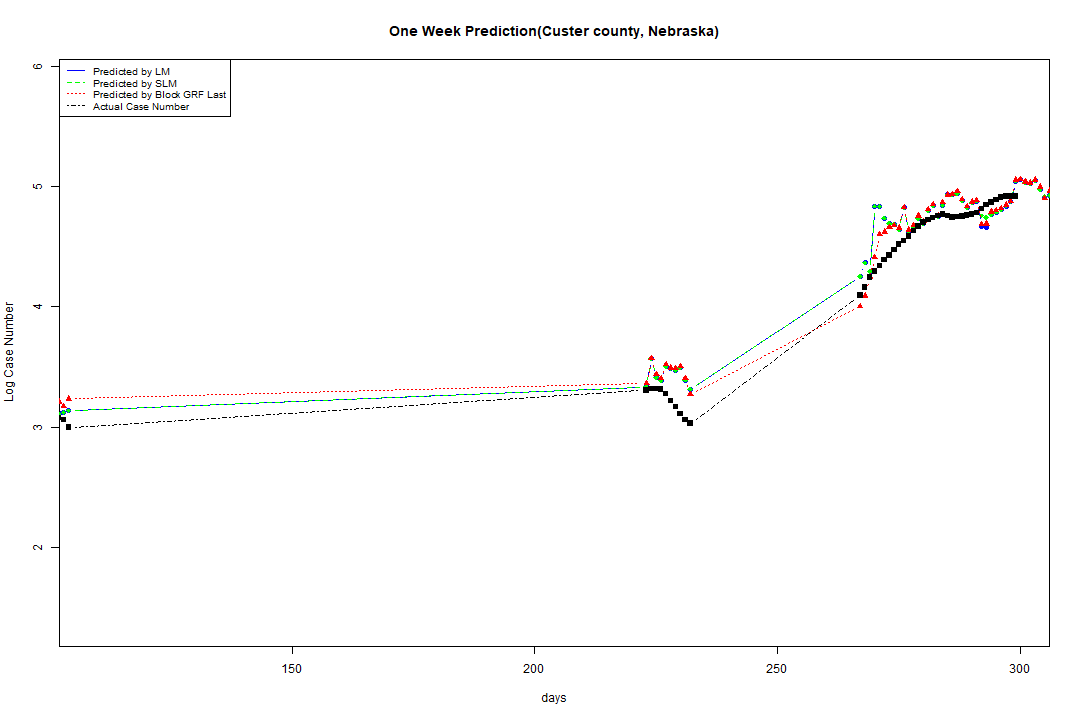 One Week Prediction(Custer county, Nebraska)
Predicted by LM
Predicted by SLM
Predicted by Block GRF Last
Actual Case Number
6
5
4
3
2
Log Case Number
150
200
250
300
days